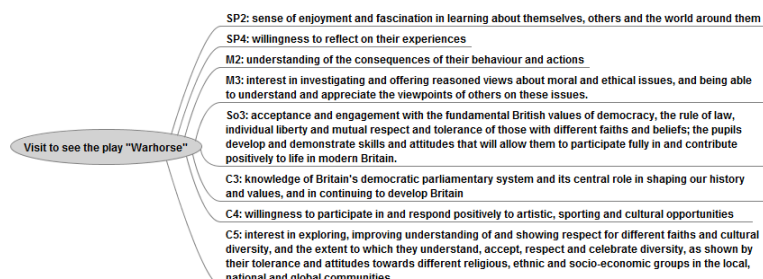 SP2: sense of enjoyment and fascination in learning about themselves, others and the world around them
SP4: willingness to reflect on their experiences
M2: understanding of the consequences of their behaviour and actions
M3: interest in investigating and offering reasoned views about moral and ethical issues, and being able
to understand and appreciate the viewpoints of others on these issues.
Visit to see the play "Warhorse"
So3: acceptance and engagement with the fundamental British values of democracy, the rule of law,
individual liberty and mutual respect and tolerance of those with different faiths and beliefs; the pupils
develop and demonstrate skills and attitudes that will allow them to participate fully in and contribute
positively to life in modern Britain.
C3: knowledge of Britain's democratic parliamentary system and its central role in shaping our history
and values, and in continuing to develop Britain
C4: willingness to participate in and respond positively to artistic, sporting and cultural opportunities
C5: interest in exploring, improving understanding of and showing respect for different faiths and cultural
diversity, and the extent to which they understand, accept, respect and celebrate diversity, as shown by
their tolerance and attitudes towards different religious, ethnic and socio-economic groups in the local,
national and global communities